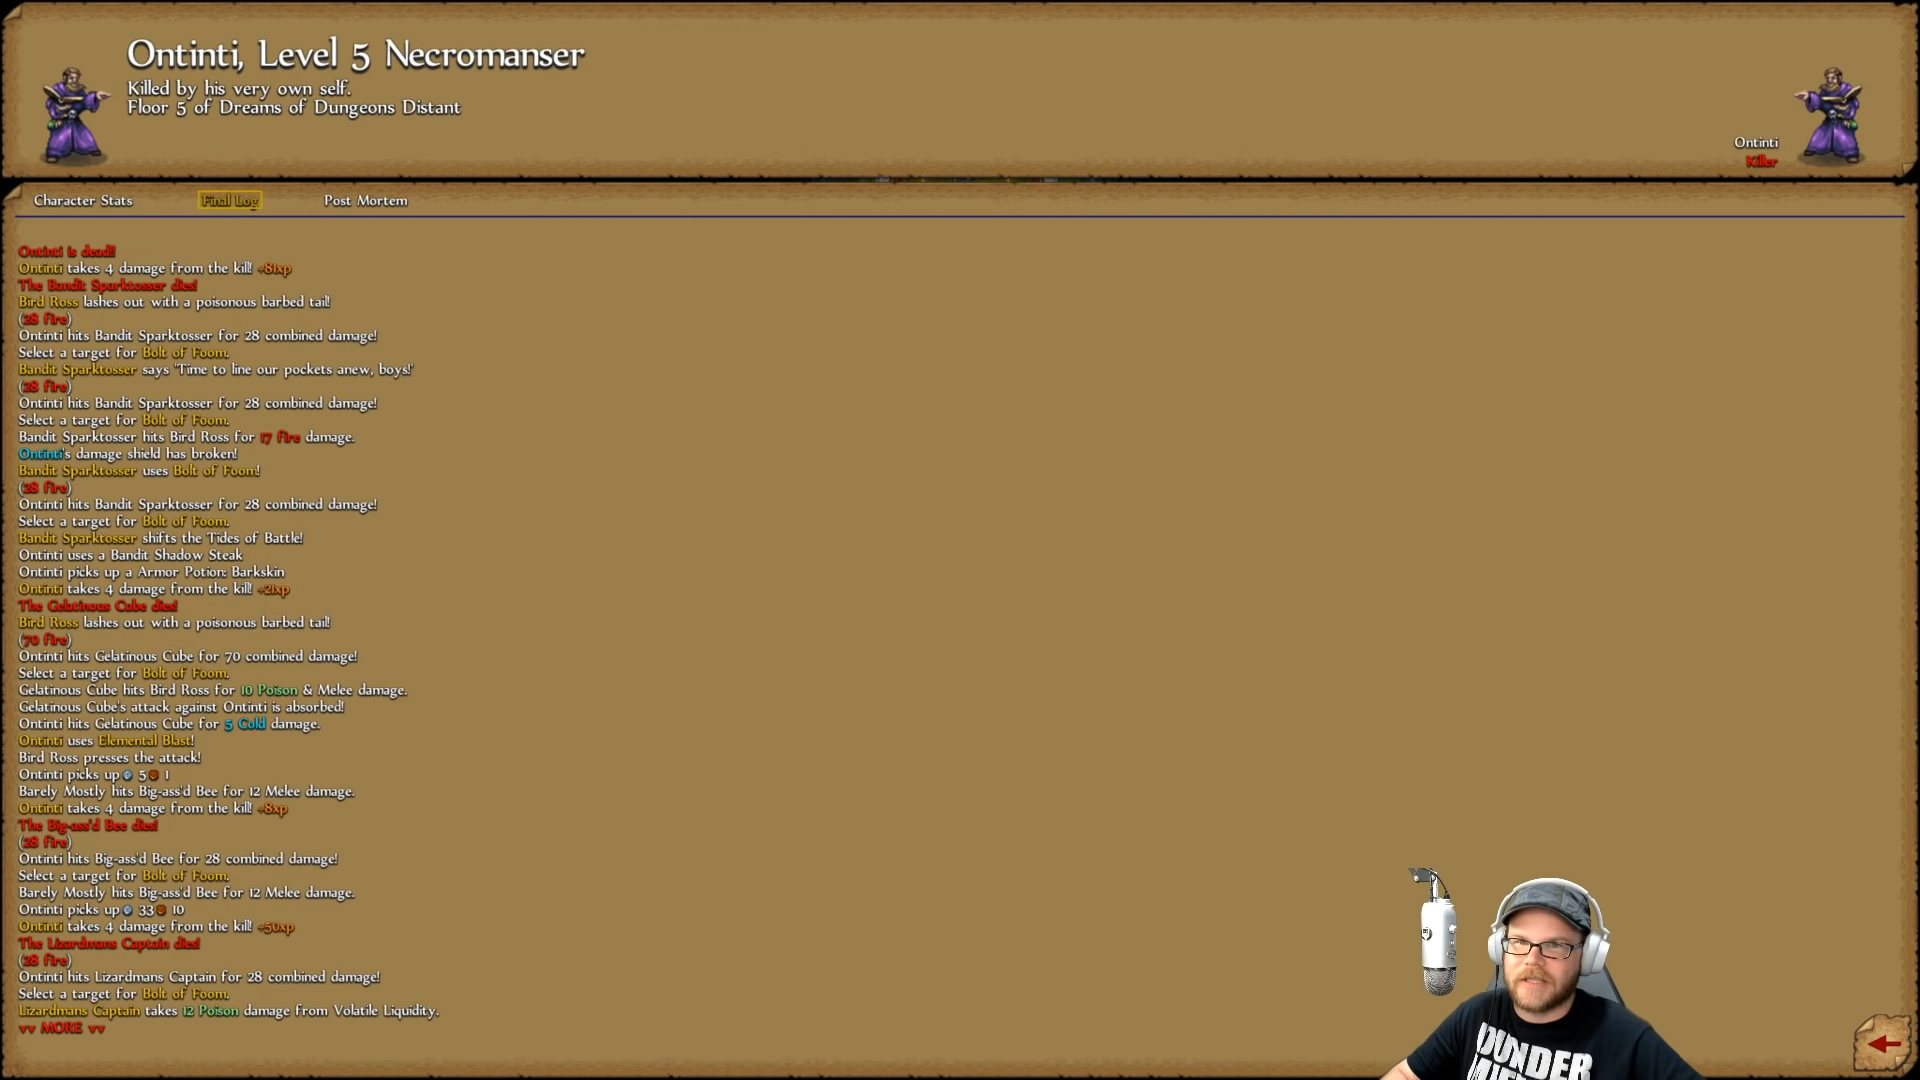 Ontinti, Level 5 Necromanser
Killed by his very own self.
Floor 5 of Dreams of Dungeons Distant
Ontinti
Killer
Character Stats
Final Log
Post Mortem
Ontinti is dead!!
Ontinti takes 4 damage from the kill! +81xp
The Bandit Sparktosser dies!
Bird Ross lashes out with a poisonous barbed tail!
(28 fire)
Ontinti hits Bandit Sparktosser for 28 combined damage!
Select a target for Bolt of Foom.
Bandit Sparktosser says 'Time to line our pockets anew, boys!'
(28 fire)
Ontinti hits Bandit Sparktosser for 28 combined damage!
Select a target for Bolt of Foom.
Bandit Sparktosser hits Bird Ross for 17 fire damage.
Ontinti's damage shield has broken!
Bandit Sparktosser uses Bolt of Foom!
(28 fire)
Ontinti hits Bandit Sparktosser for 28 combined damage!
Select a target for Bolt of Foom.
Bandit Sparktosser shifts the Tides of Battle!
Ontinti uses a Bandit Shadow Steak
Ontinti picks up a Armor Potion: Barkskin
Ontinti takes 4 damage from the kill! +21xp
The Gelatinous Cube dies!
Bird Ross lashes out with a poisonous barbed tail!
(70 fire)
Ontinti hits Gelatinous Cube for 70 combined damage!
Select a target for Bolt of Foom.
Gelatinous Cube hits Bird Ross for 10 Poison & Melee damage.
Gelatinous Cube's attack against Ontinti is absorbed!
Ontinti hits Gelatinous Cube for 5 Cold damage.
Ontinti uses Elemental Blast!
Bird Ross presses the attack!
Ontinti picks up 5 1
Barely Mostly hits Big-ass'd Bee for 12 Melee damage.
Ontinti takes 4 damage from the kill! +8xp
The Big-ass'd Bee dies!
(28 fire)
Ontinti hits Big-ass'd Bee for 28 combined damage!
Select a target for Bolt of Foom.
Barely Mostly hits Big-ass'd Bee for 12 Melee damage.
Ontinti picks up 33 10
Ontinti takes 4 damage from the kill! +50xp
The Lizardmans Captain dies!
(28 fire)
Ontinti hits Lizardmans Captain for 28 combined damage!
Select a target for Bolt of Foom.
Lizardmans Captain takes 12 Poison damage from Volatile Liquidity.
vv MORE vv